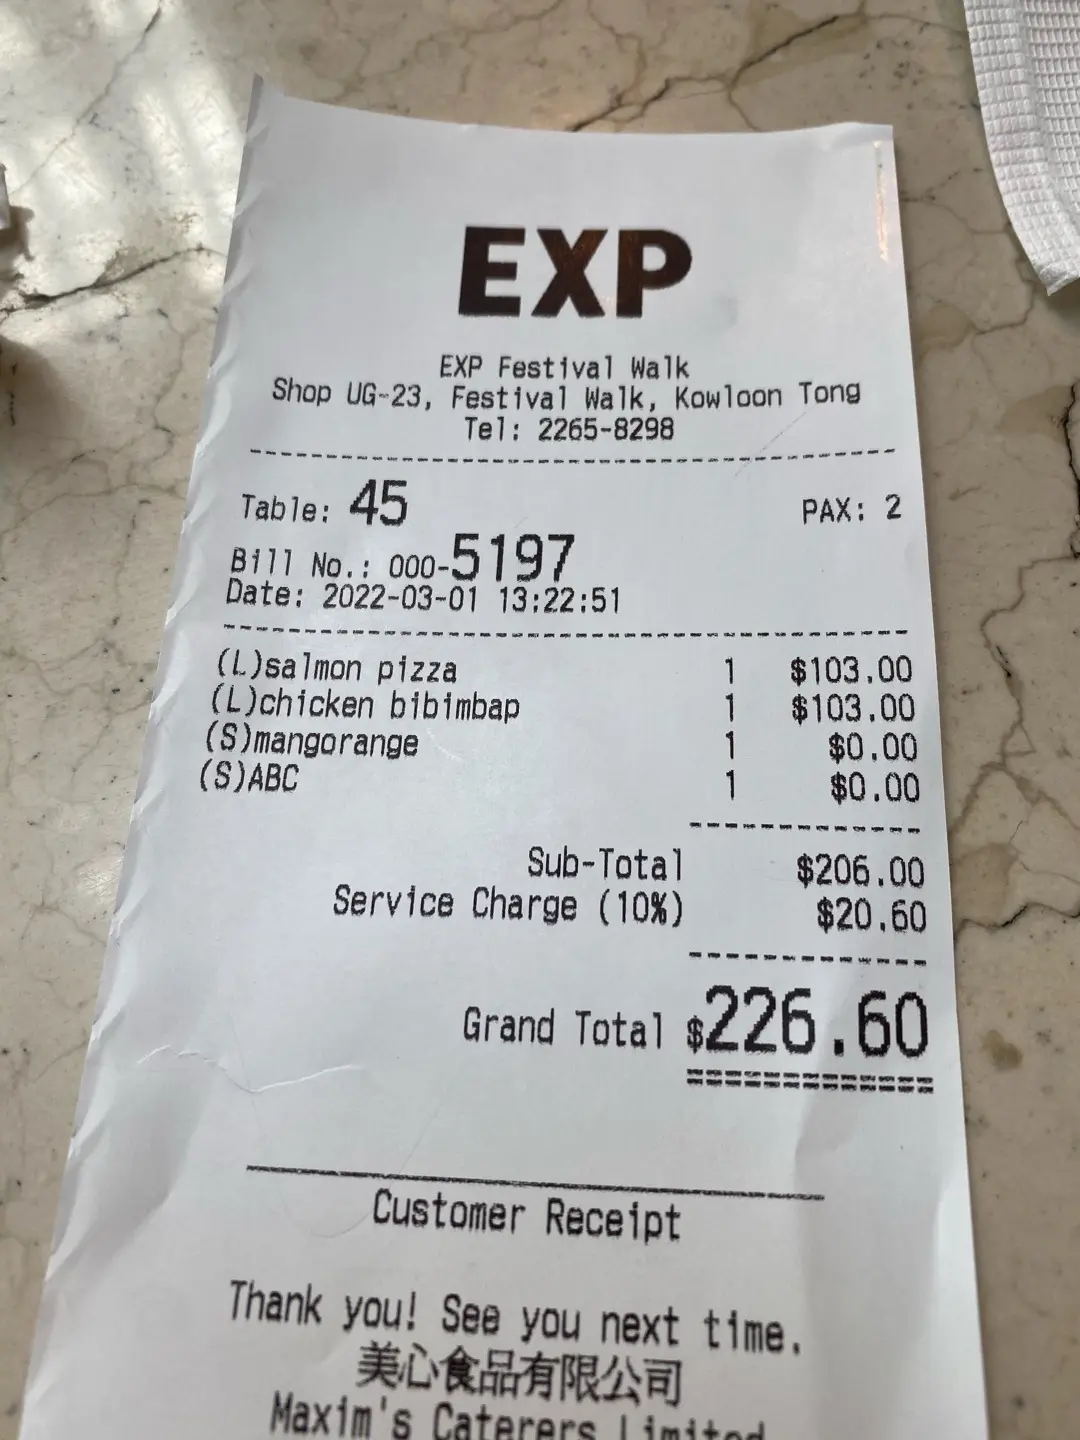 EXP
EXP Festival Walk
Shop UG-23, Festival Walk, Kowloon Tong
Tel: 2265-8298
Table: 45 PAX: 2
Bill No.: 000-5197
Date: 2022-03-01 13:22:51
(L)salmon pizza 1 $103.00
(L)chicken bibimbap 1 $103.00
(S)mangorange 1 $0.00
(S)ABC 1 $0.00
Sub-Total $206.00
Service Charge (10%) $20.60
Grand Total $226.60
Customer Receipt
Thank you! See you next time.
美心食品有限公司
Maxim's Caterers Limited